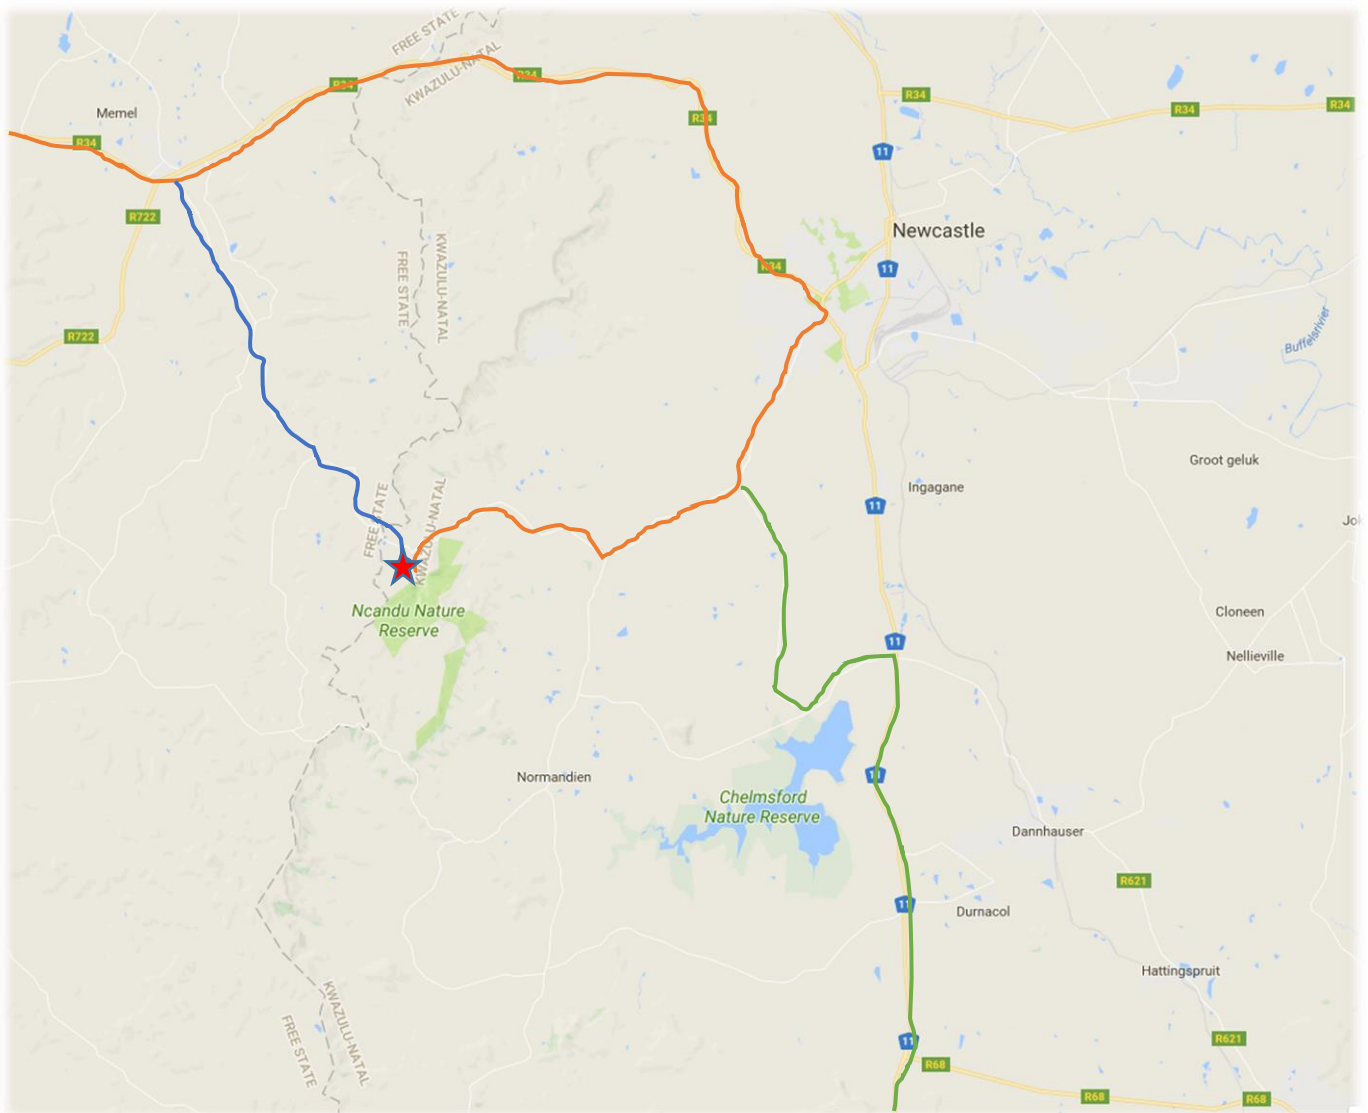 FREE STATE
KWAZULU-NATAL
R34
R34
R34
R34
R34
R34
Memel
R34
R34
11
R722
Newcastle
FREE STATE
KWAZULU-NATAL
R34
11
R722
Buffelsrivier
Groot geluk
Ingagane
11
FREE STATE
KWAZULU-NATAL
Ncandu Nature
Reserve
Cloneen
11
Nellieville
Normandien
11
Chelmsford
Nature Reserve
Dannhauser
R621
11
Durnacol
Hattingspruit
KWAZULU-NATAL
FREE STATE
11
R621
R68
R68
R68